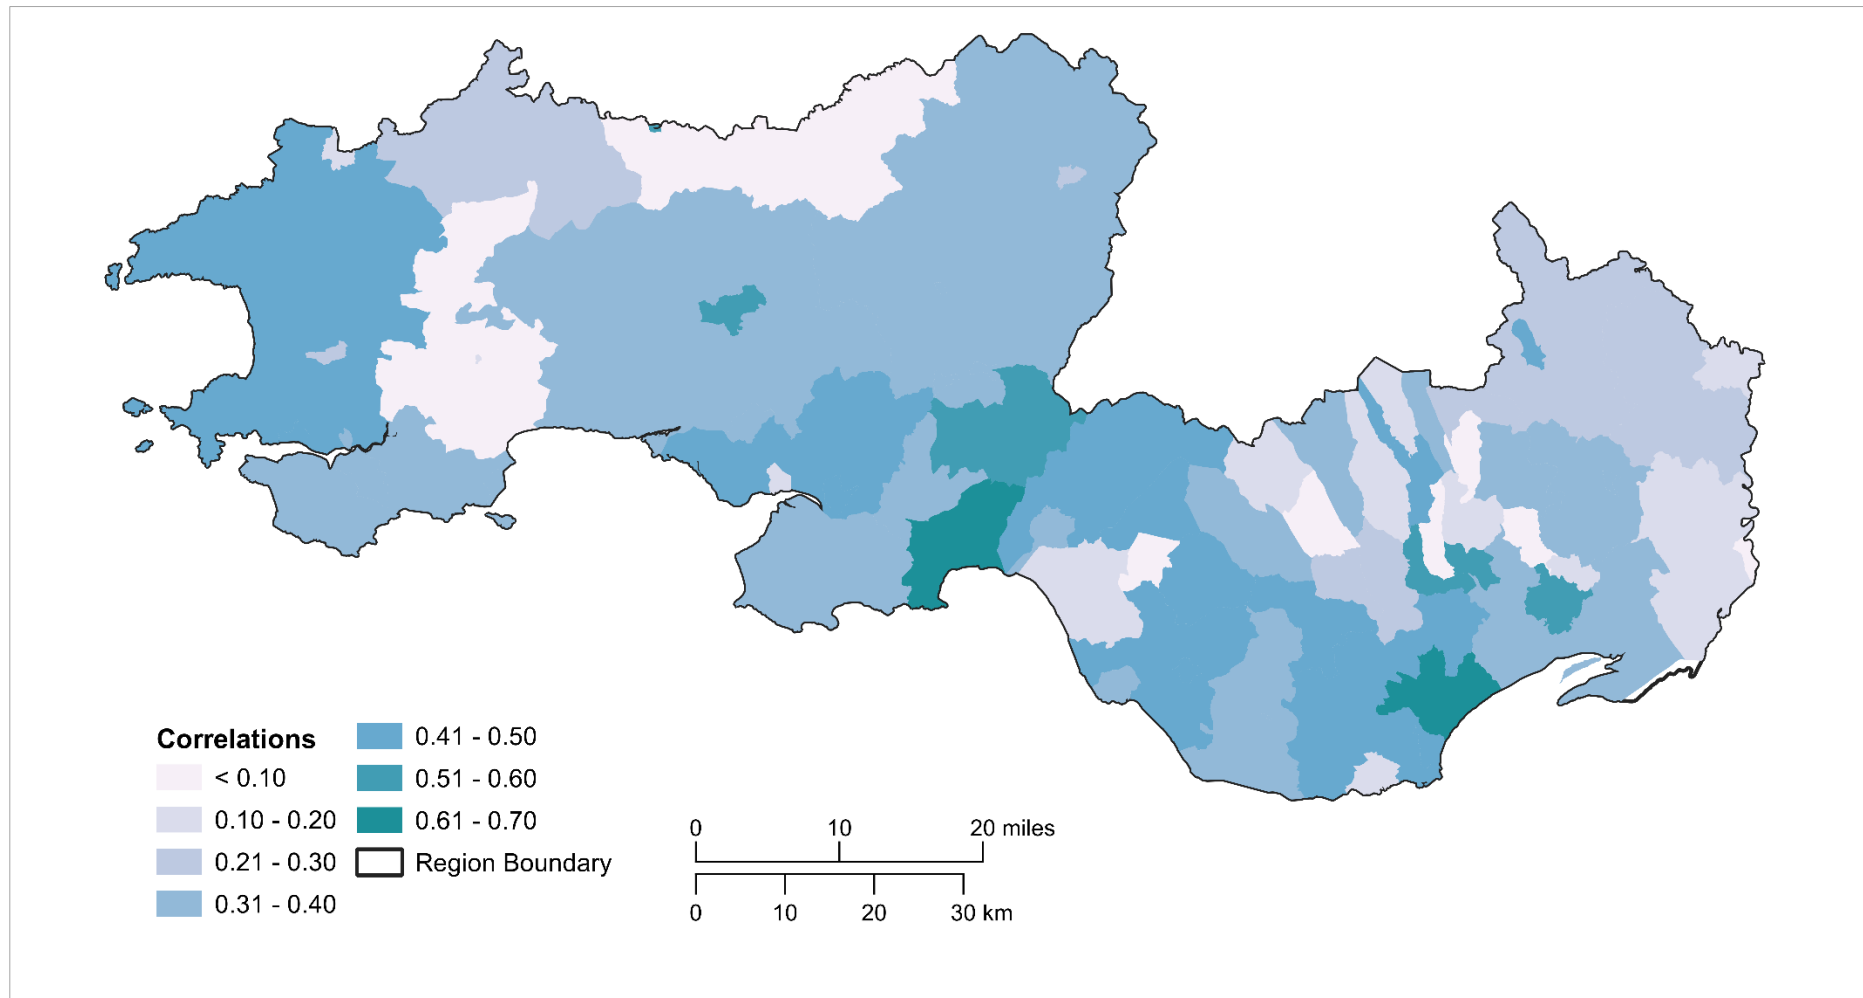 Correlations
< 0.10
0.10 - 0.20
0.21 - 0.30
0.31 - 0.40
0.41 - 0.50
0.51 - 0.60
0.61 - 0.70
Region Boundary
0 10 20 miles
0 10 20 30 km